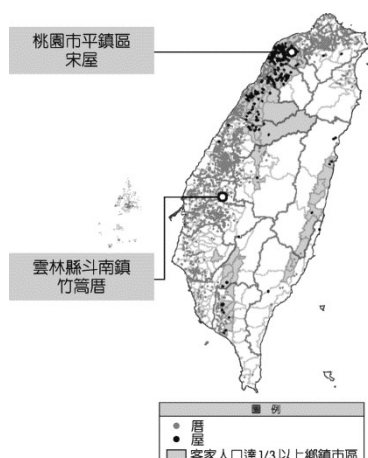 桃園市平鎮區
宋屋
雲林縣斗南鎮
竹篙厝
圖例
厝
屋
客家人口達1/3以上鄉鎮市區